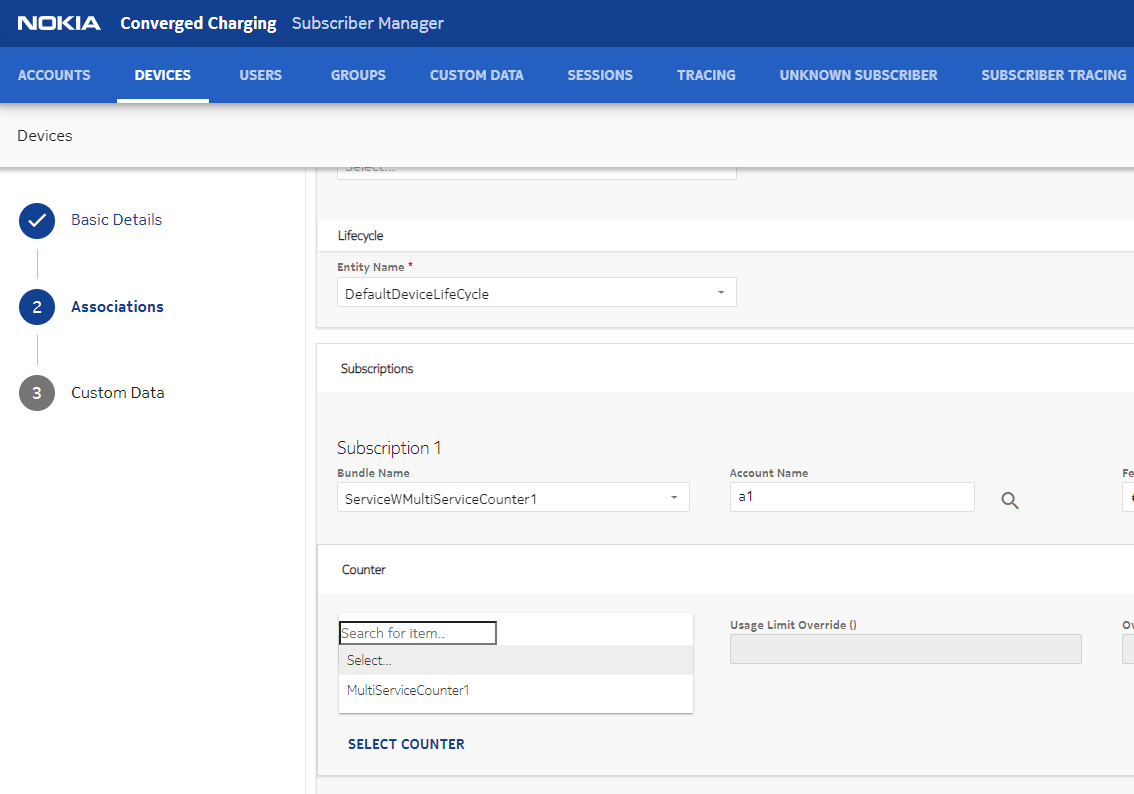 NOKIA Converged Charging Subscriber Manager
ACCOUNTS DEVICES USERS GROUPS CUSTOM DATA SESSIONS TRACING UNKNOWN SUBSCRIBER SUBSCRIBER TRACING
Devices
Select...
Basic Details
2 Associations
3 Custom Data
Lifecycle
Entity Name *
DefaultDeviceLifeCycle
Subscriptions
Subscription 1
Bundle Name Account Name Fe
ServiceWMultiServiceCounter1 a1
Counter
Usage Limit Override () Ov
Search for item..
Select...
MultiServiceCounter1
SELECT COUNTER